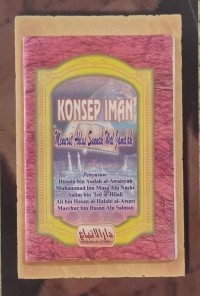 KONSEP IMAN
Menurut Ahlus Sunnah Wal Jama'ah
Penyusun:
Husain bin Audah al-Awaisyah
Muhammad bin Musa Alu Nashr
Salim bin 'Ied al-Hilali
Ali bin Hasan al-Halabi al-Atsari
Masyhur bin Hasan Alu Salman